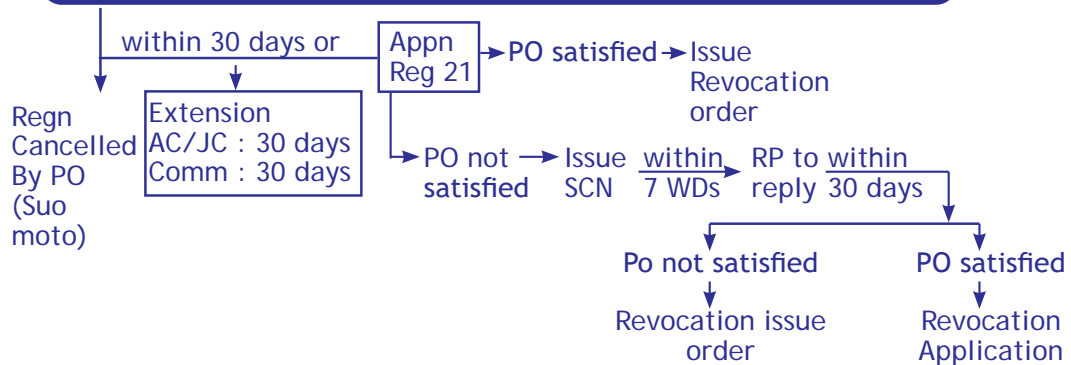 within 30 days or
Appn
Reg 21
PO satisfied
Issue
Revocation
order
Regn
Cancelled
By PO
(Suo
moto)
Extension
AC/JC : 30 days
Comm : 30 days
PO not
satisfied
Issue
SCN
within
7 WDs
RP to within
reply 30 days
Po not satisfied
PO satisfied
Revocation issue
order
Revocation
Application